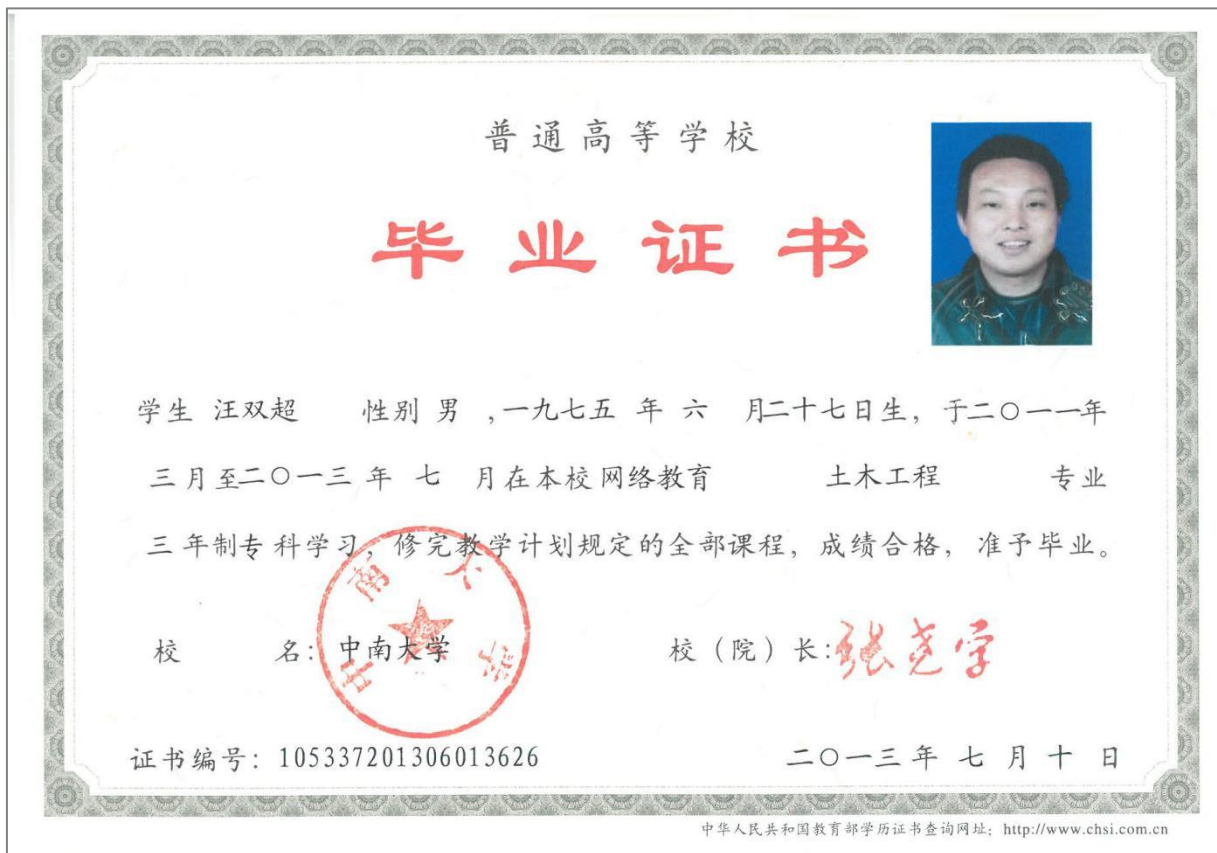 普通高等学校
毕业证书
学生 汪双超 性别 男 ,一九七五 年 六 月二十七日生，于二〇一一年
三月至二〇一三 年 七 月在本校 网络教育 土木工程 专业
三 年制专 科学习，修完教学计划规定的全部课程，成绩合格，准予毕业。
校 名：中南大学 校（院）长：张尧学
中南大学
证书编号：105337201306013626 二〇一三 年 七 月 十 日
中华人民共和国教育部学历证书查询网址：http://www.chsi.com.cn